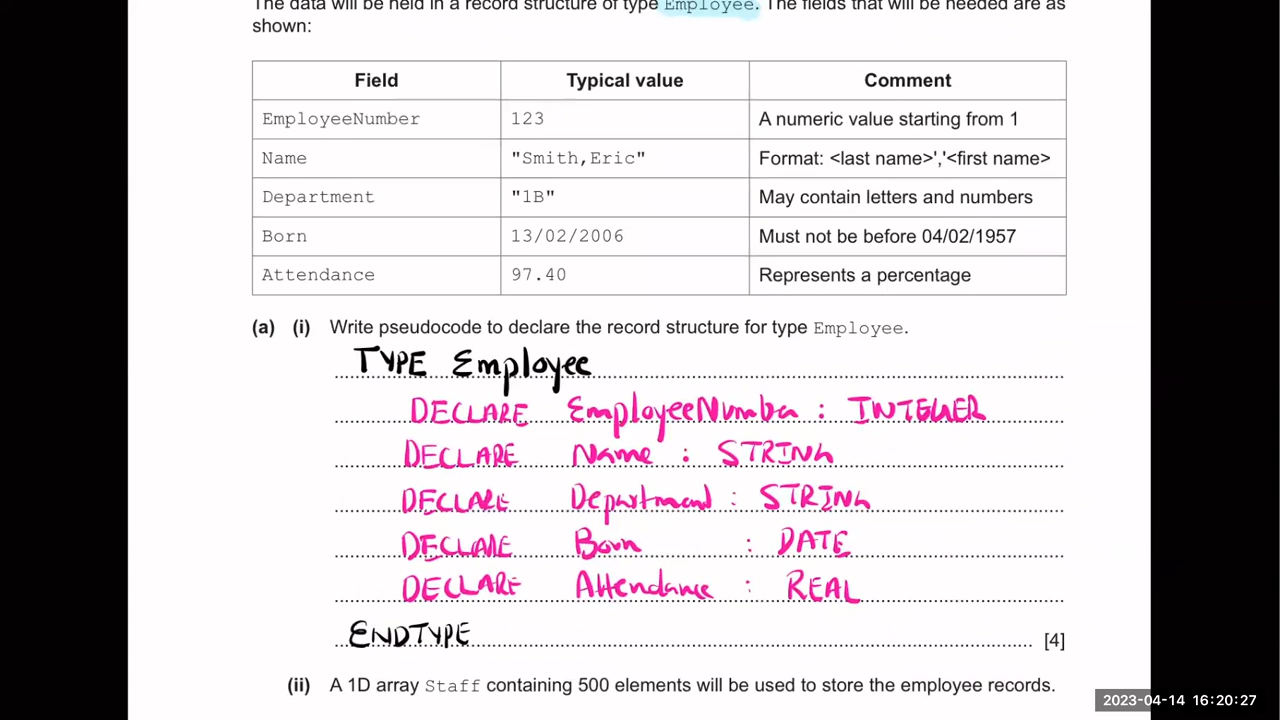 The data will be held in a record structure of type Employee. The fields that will be needed are as
shown:
Field Typical value Comment
EmployeeNumber 123 A numeric value starting from 1
Name "Smith,Eric" Format: <last name>','<first name>
Department "1B" May contain letters and numbers
Born 13/02/2006 Must not be before 04/02/1957
Attendance 97.40 Represents a percentage
(a) (i) Write pseudocode to declare the record structure for type Employee.
TYPE Employee
DECLARE EmployeeNumber : INTEGER
DECLARE Name : STRING
DECLARE Department : STRING
DECLARE Born : DATE
DECLARE Attendance : REAL
ENDTYPE [4]
(ii) A 1D array Staff containing 500 elements will be used to store the employee records.
2023-04-14 16:20:27